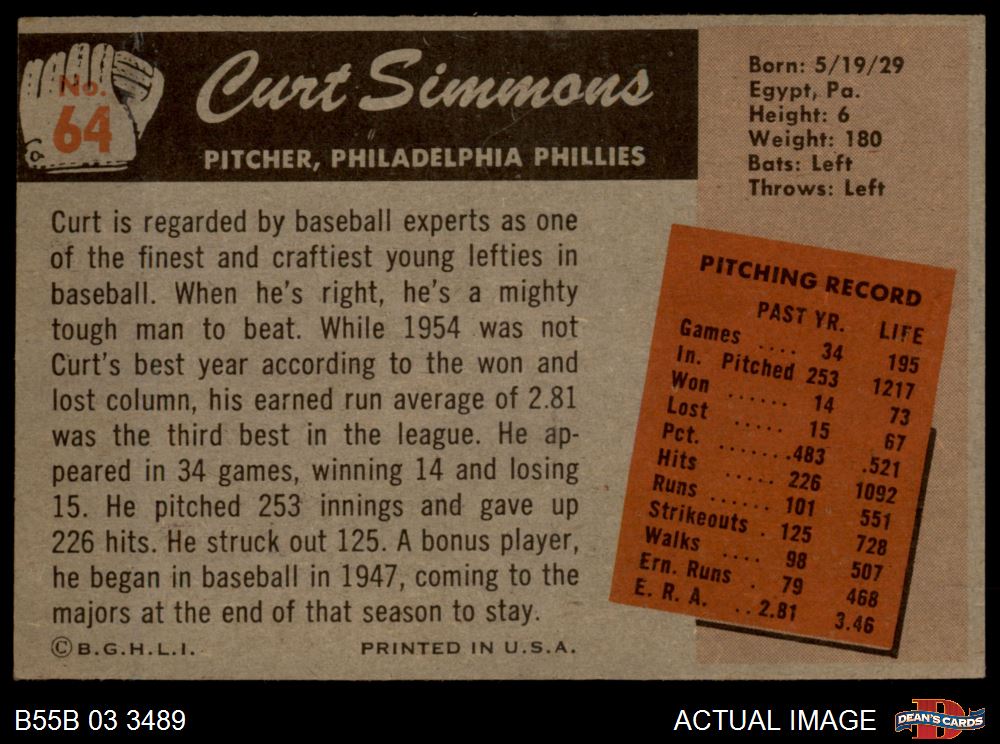 No.
64
Curt Simmons
PITCHER, PHILADELPHIA PHILLIES
Born: 5/19/29
Egypt, Pa.
Height: 6
Weight: 180
Bats: Left
Throws: Left
Curt is regarded by baseball experts as one
of the finest and craftiest young lefties in
baseball. When he's right, he's a mighty
tough man to beat. While 1954 was not
Curt's best year according to the won and
lost column, his earned run average of 2.81
was the third best in the league. He ap-
peared in 34 games, winning 14 and losing
15. He pitched 253 innings and gave up
226 hits. He struck out 125. A bonus player,
he began in baseball in 1947, coming to the
majors at the end of that season to stay.
© B.G.H.L.I. PRINTED IN U.S.A.
PITCHING RECORD
PAST YR. LIFE
Games .... 34 195
In. Pitched 253 1217
Won ...... 14 73
Lost ..... 15 67
Pct. .......483 .521
Hits ..... 226 1092
Runs ...... 101 551
Strikeouts . 125 728
Walks .... 98 507
Ern. Runs . 79 468
E. R. A. ..2.81 3.46
B55B 03 3489 ACTUAL IMAGE DEAN'S CARDS